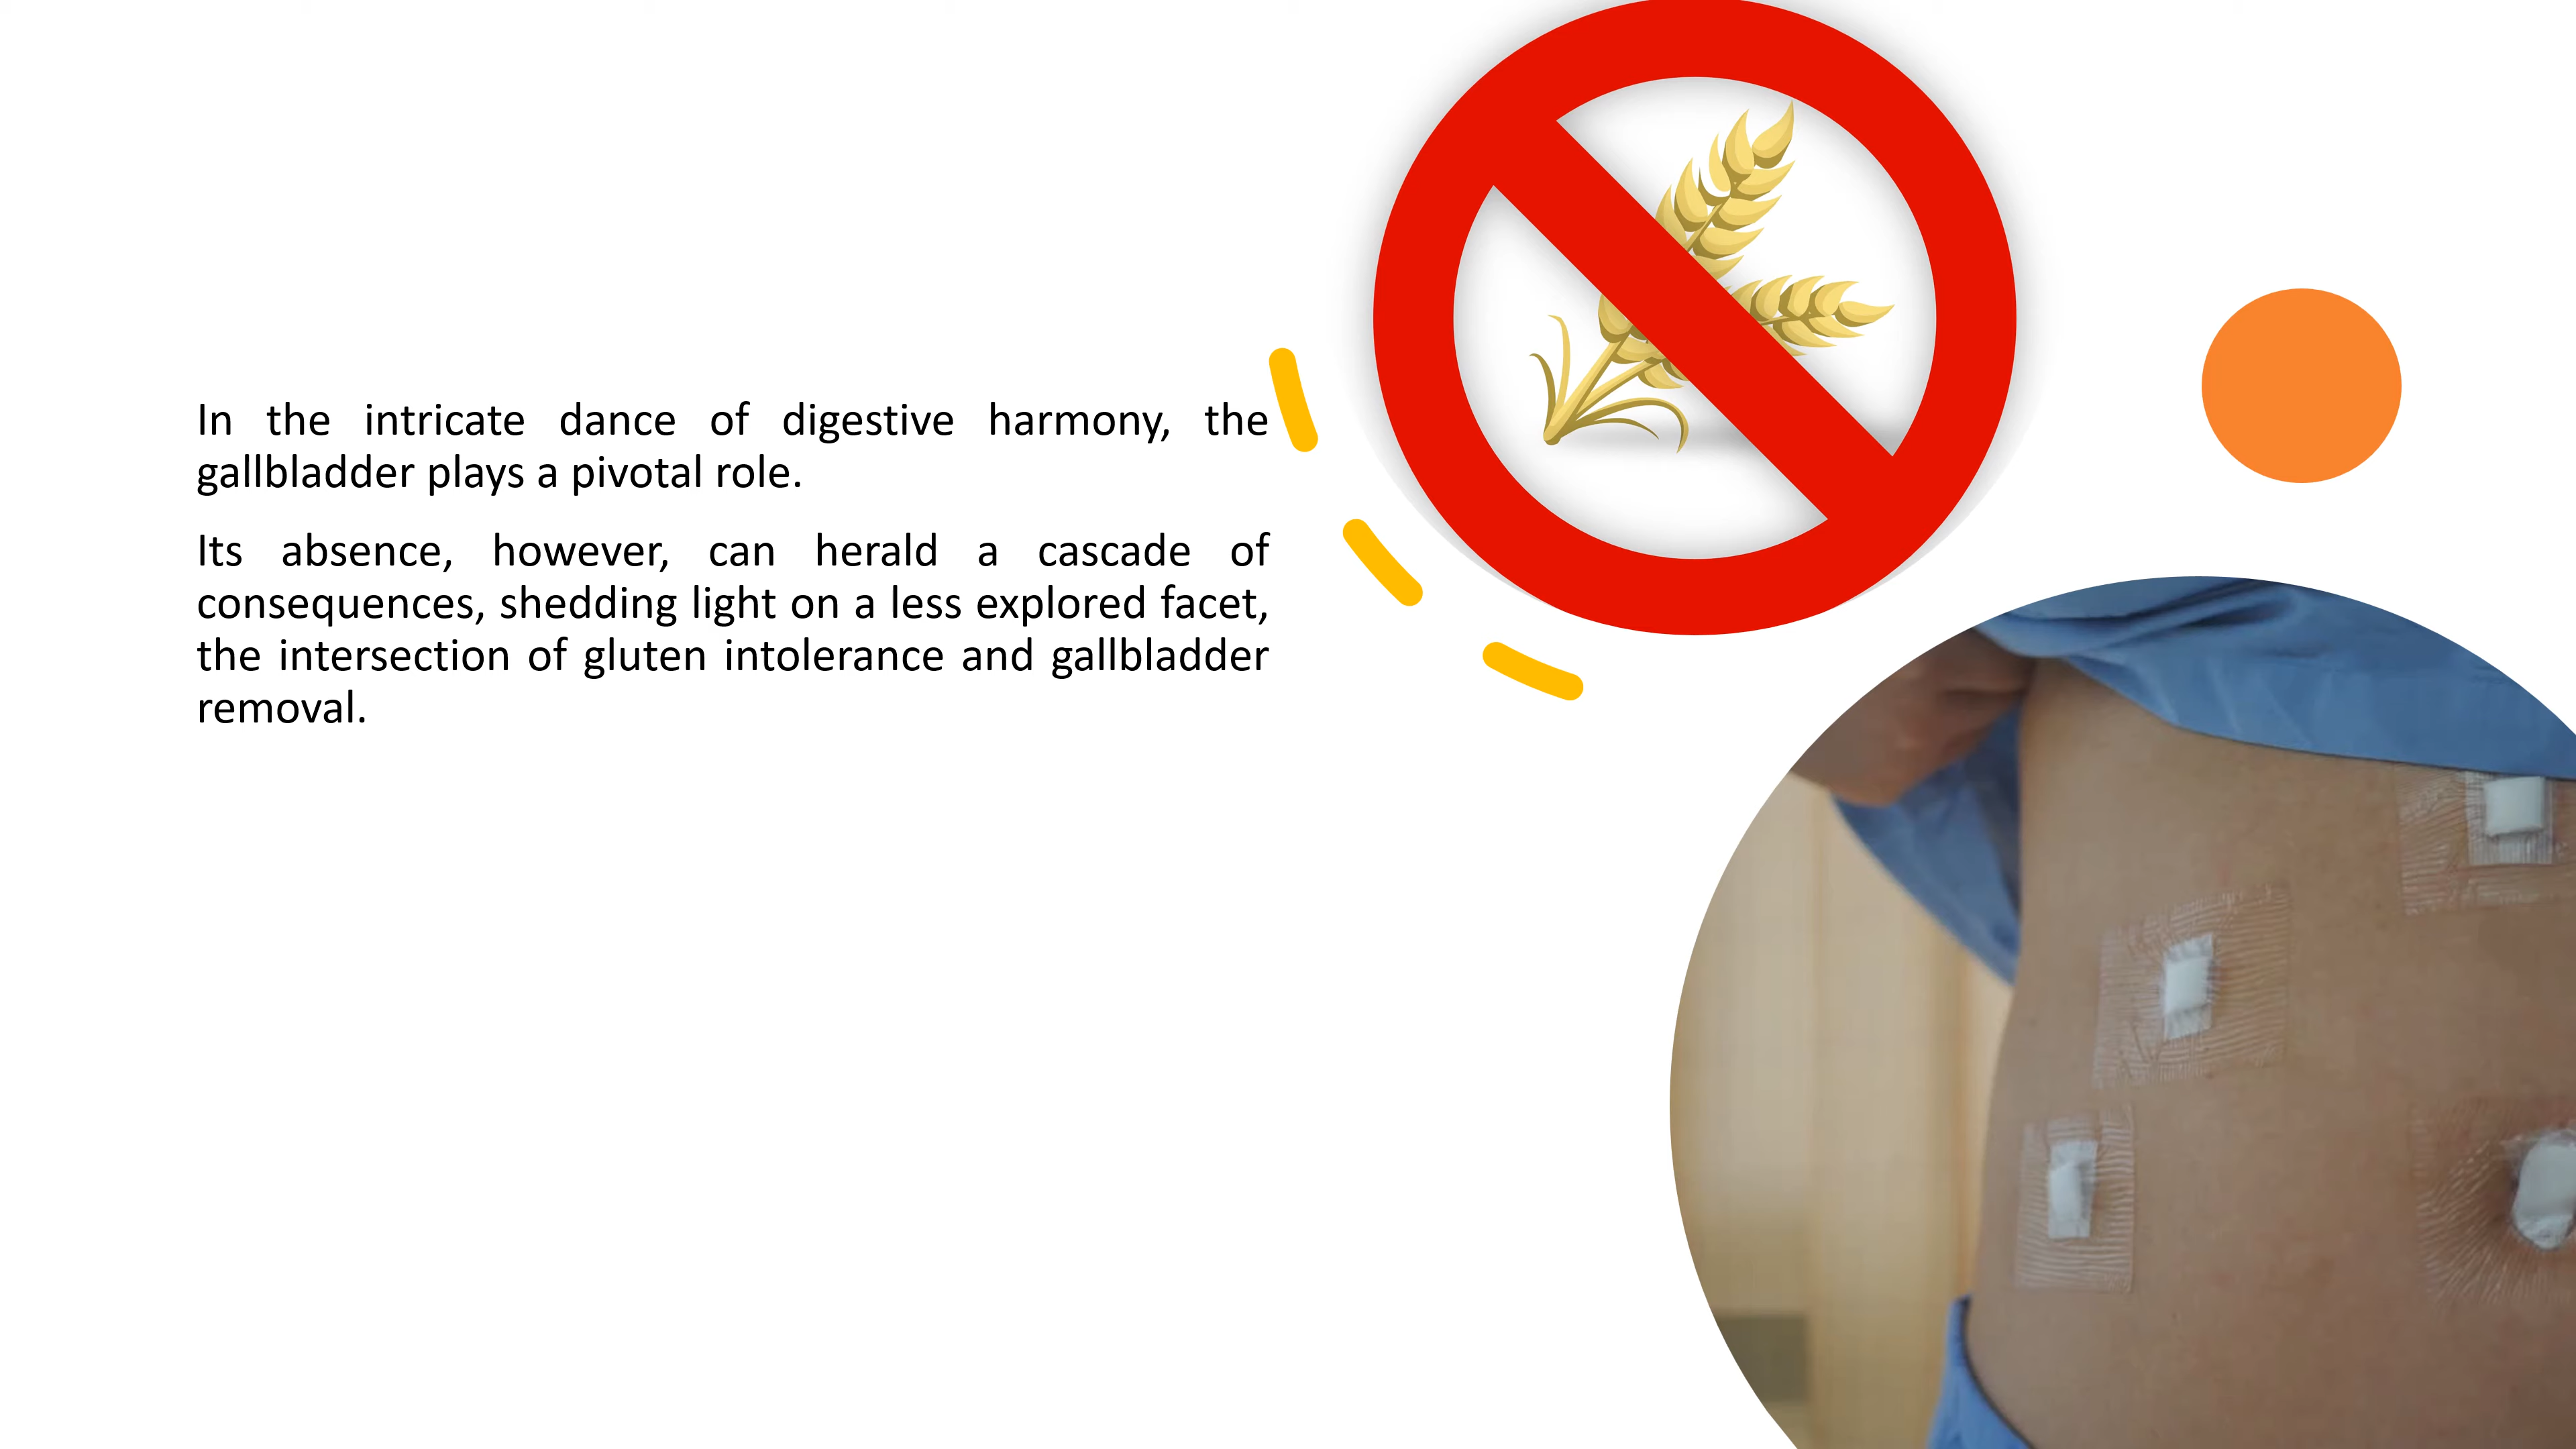 In the intricate dance of digestive harmony, the
gallbladder plays a pivotal role.
Its absence, however, can herald a cascade of
consequences, shedding light on a less explored facet,
the intersection of gluten intolerance and gallbladder
removal.